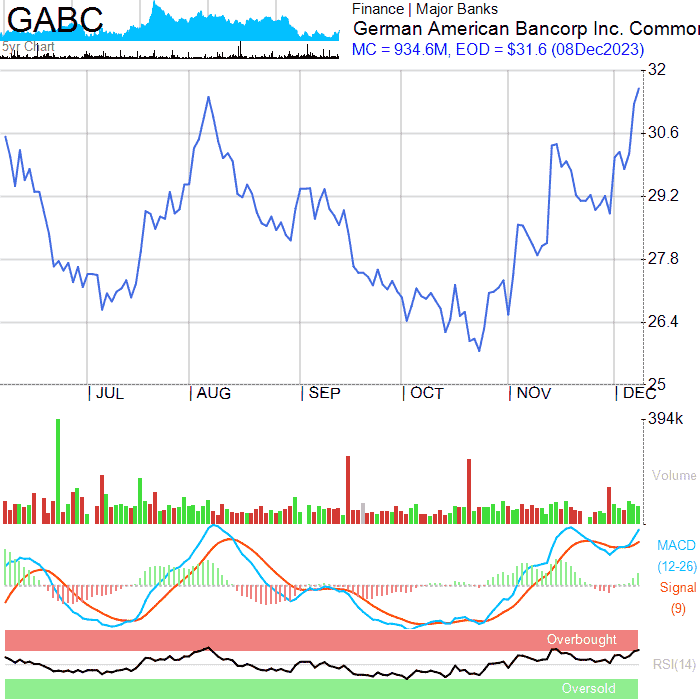 GABC
5yr Chart
Finance | Major Banks
German American Bancorp Inc. Common
MC = 934.6M, EOD = $31.6 (08Dec2023)
32
30.6
29.2
27.8
26.4
25
JUL
AUG
SEP
OCT
NOV
DEC
394k
Volume
MACD
(12-26)
Signal
(9)
Overbought
RSI(14)
Oversold